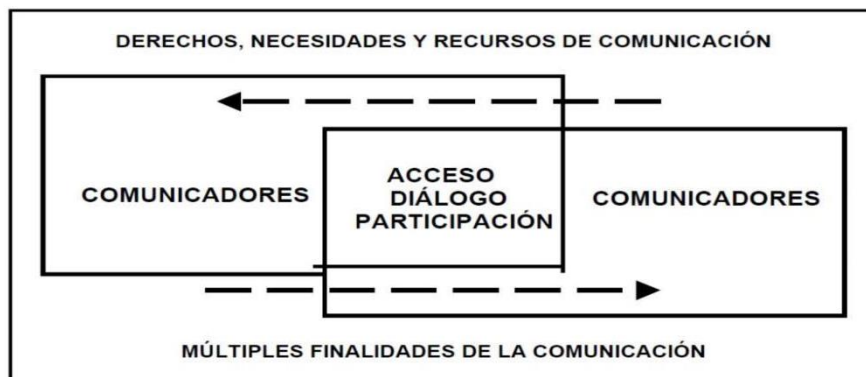 DERECHOS, NECESIDADES Y RECURSOS DE COMUNICACIÓN
COMUNICADORES
ACCESO
DIÁLOGO
PARTICIPACIÓN
COMUNICADORES
MÚLTIPLES FINALIDADES DE LA COMUNICACIÓN